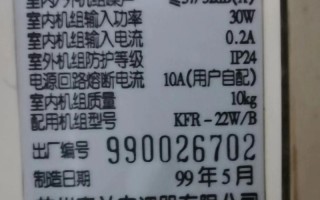 室内机组输入功率 30W
室内机组输入电流 0.2A
室外机组防护等级 IP24
电源回路熔断电流 10A(用户自配)
室内机组质量 10kg
配用机组型号 KFR-22W/B
出厂编号 990026702
制造日期 99年5月